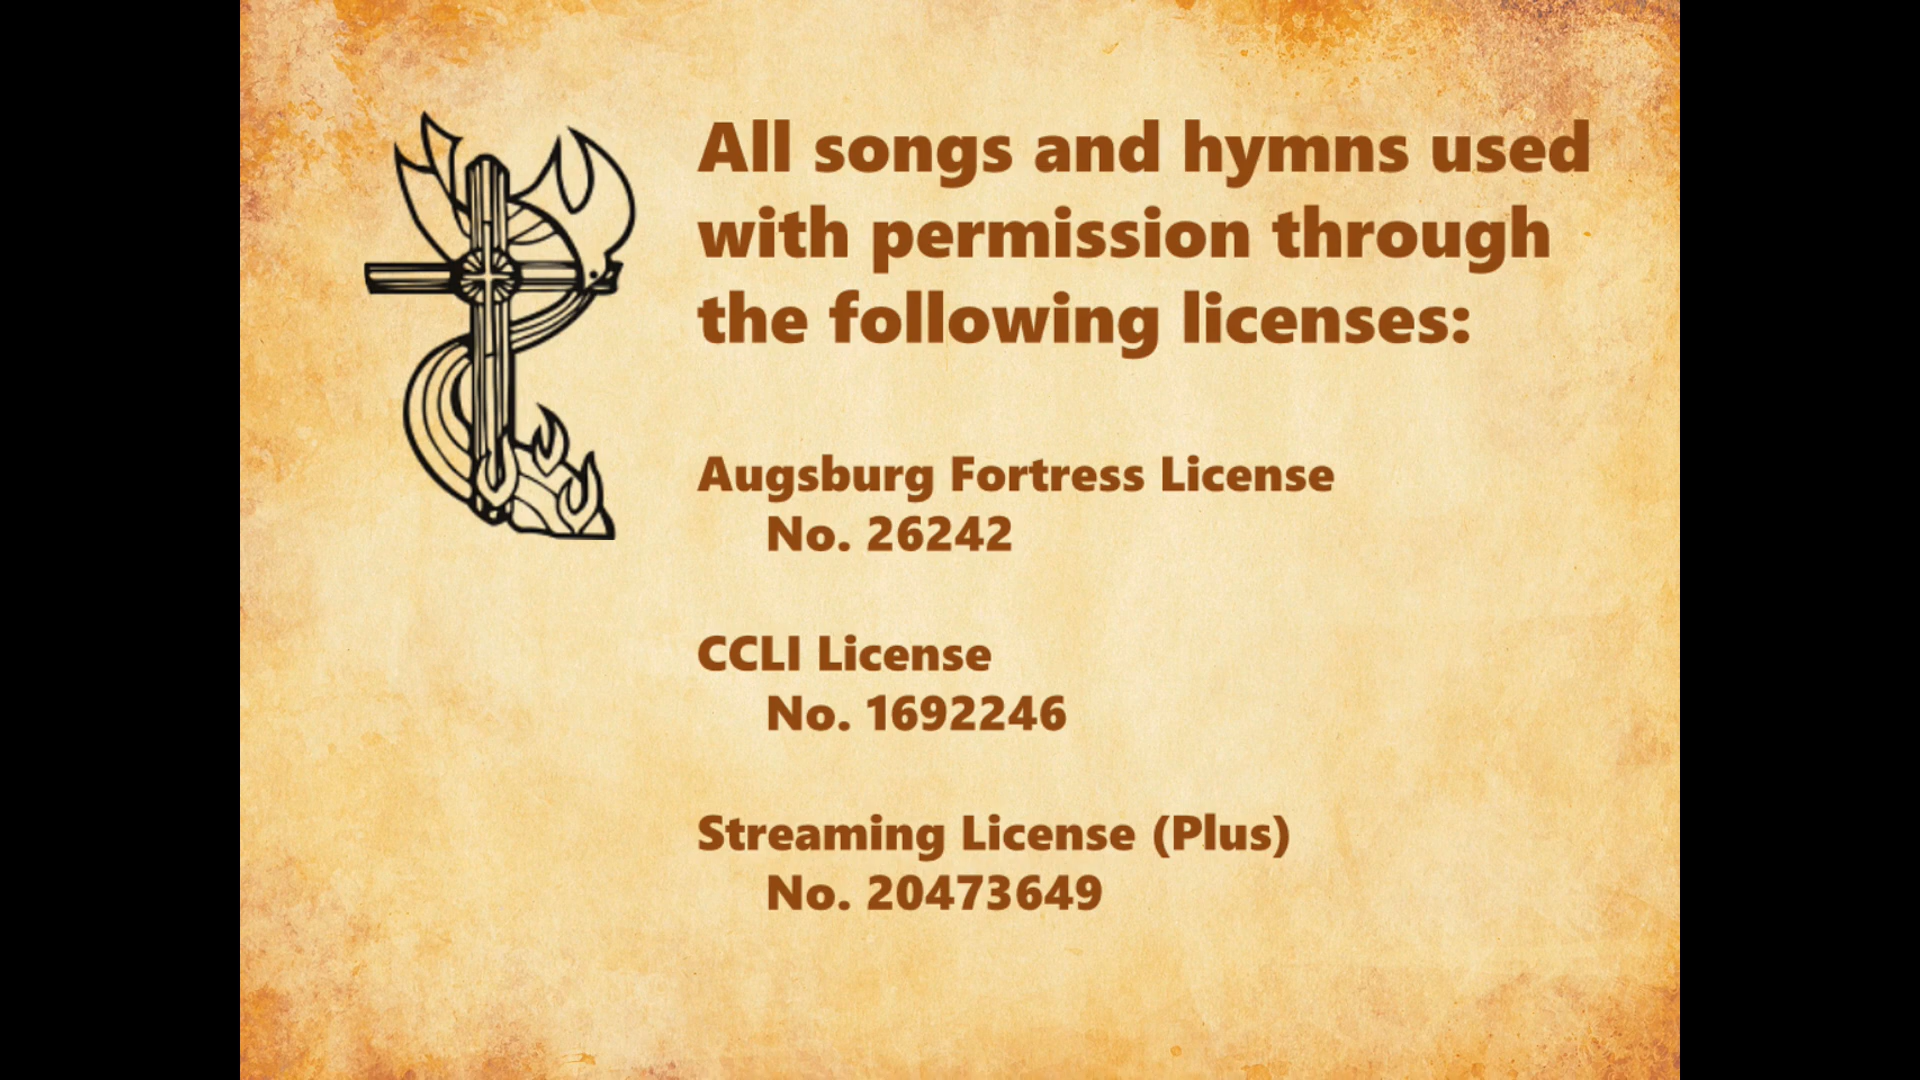 All songs and hymns used
with permission through
the following licenses:
Augsburg Fortress License
No. 26242
CCLI License
No. 1692246
Streaming License (Plus)
No. 20473649